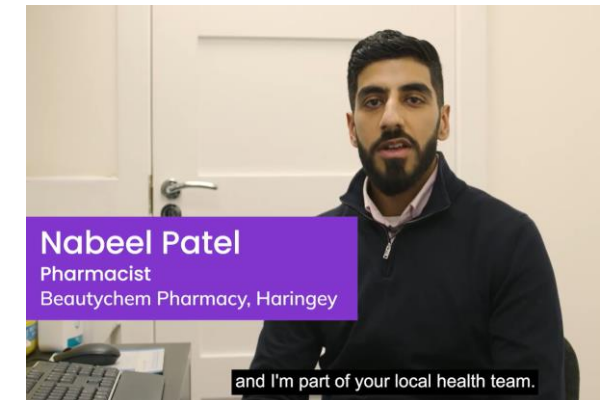 Nabeel Patel
Pharmacist
Beautychem Pharmacy, Haringey
and I'm part of your local health team.